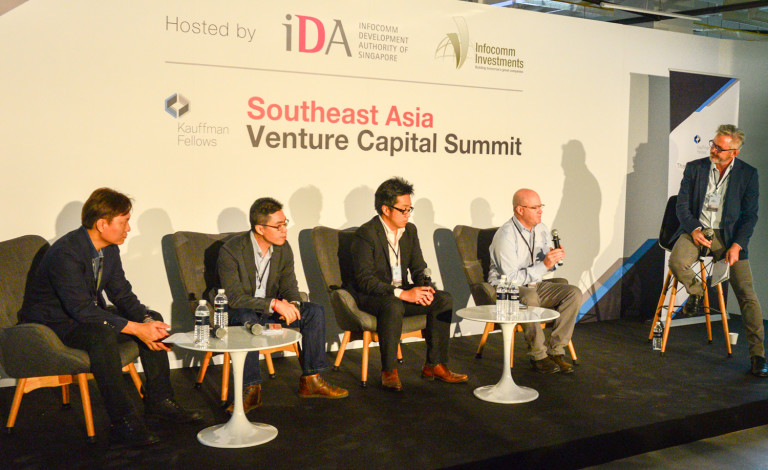 Hosted by
iDA
INFOCOMM
DEVELOPMENT
AUTHORITY OF
SINGAPORE
Infocomm
Investments
Kauffman
Fellows
Southeast Asia
Venture Capital Summit